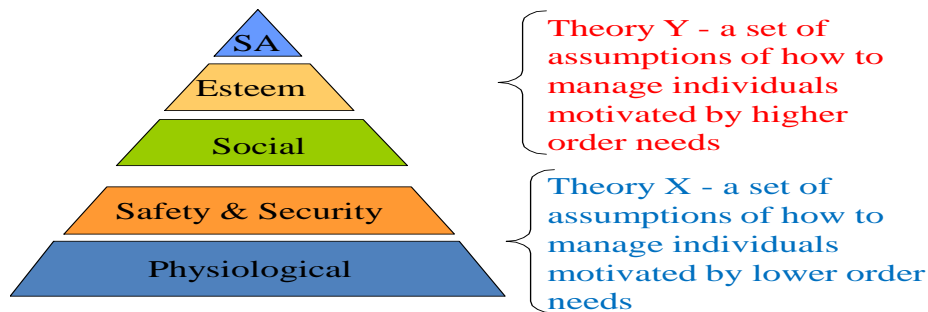 SA
Esteem
Social
Safety & Security
Physiological
Theory Y - a set of
assumptions of how to
manage individuals
motivated by higher
order needs
Theory X - a set of
assumptions of how to
manage individuals
motivated by lower order
needs